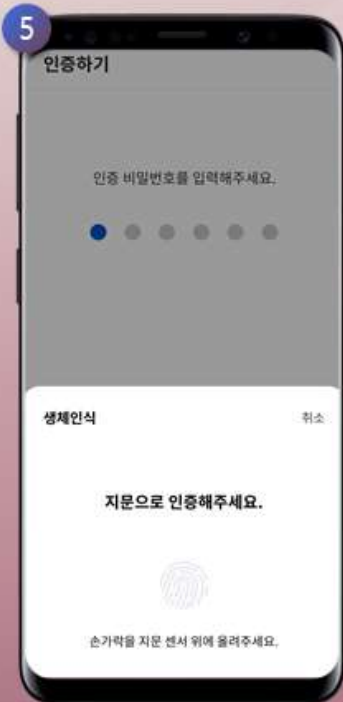 5
인증하기
인증 비밀번호를 입력해주세요.
생체인식 취소
지문으로 인증해주세요.
손가락을 지문 센서 위에 올려주세요.